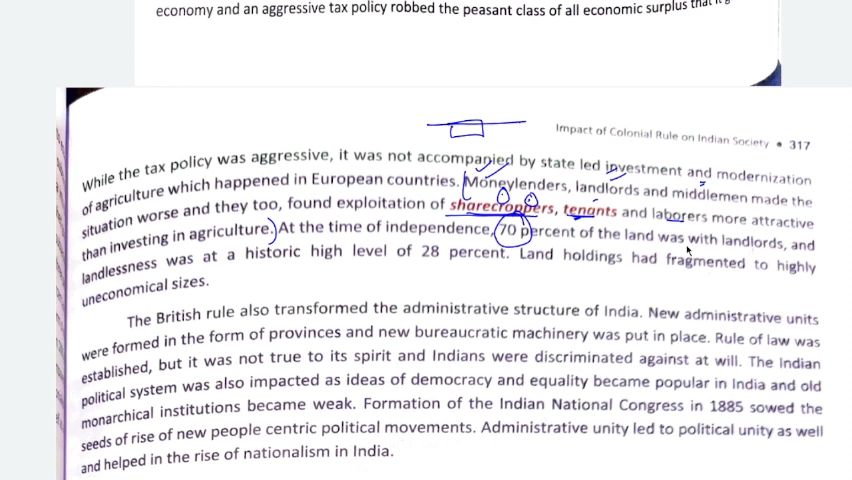 economy and an aggressive tax policy robbed the peasant class of all economic surplus that it
Impact of Colonial Rule on Indian Society • 317
While the tax policy was aggressive, it was not accompanied by state led investment and modernization
of agriculture which happened in European countries. Moneylenders, landlords and middlemen made the
situation worse and they too, found exploitation of sharecroppers, tenants and laborers more attractive
than investing in agriculture. At the time of independence, 70 percent of the land was with landlords, and
landlessness was at a historic high level of 28 percent. Land holdings had fragmented to highly
uneconomical sizes.
The British rule also transformed the administrative structure of India. New administrative units
were formed in the form of provinces and new bureaucratic machinery was put in place. Rule of law was
established, but it was not true to its spirit and Indians were discriminated against at will. The Indian
political system was also impacted as ideas of democracy and equality became popular in India and old
monarchical institutions became weak. Formation of the Indian National Congress in 1885 sowed the
seeds of rise of new people centric political movements. Administrative unity led to political unity as well
and helped in the rise of nationalism in India.